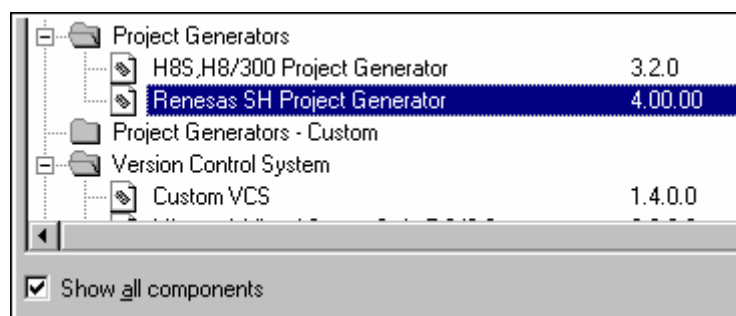 Project Generators
H8S,H8/300 Project Generator 3.2.0
Renesas SH Project Generator 4.00.00
Project Generators - Custom
Version Control System
Custom VCS 1.4.0.0
Show all components